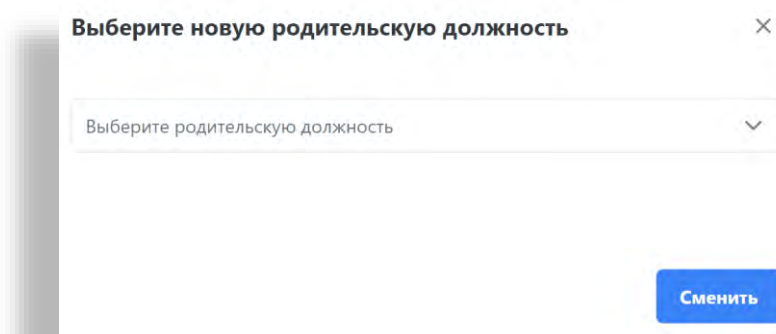 Выберите новую родительскую должность
Выберите родительскую должность
Сменить